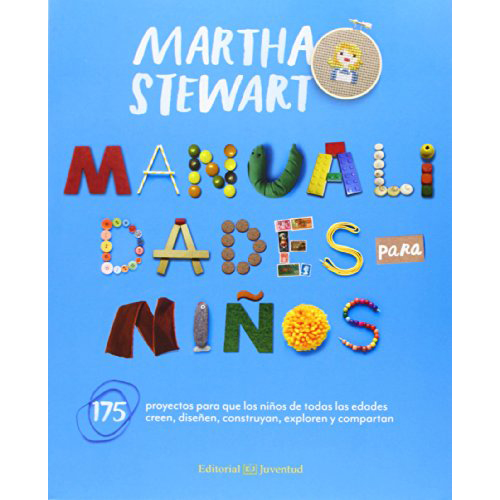 MARTHA
STEWART
MANUALI
DADES para
NIÑOS
175 proyectos para que los niños de todas las edades
creen, diseñen, construyan, exploren y compartan
Editorial EJ Juventud